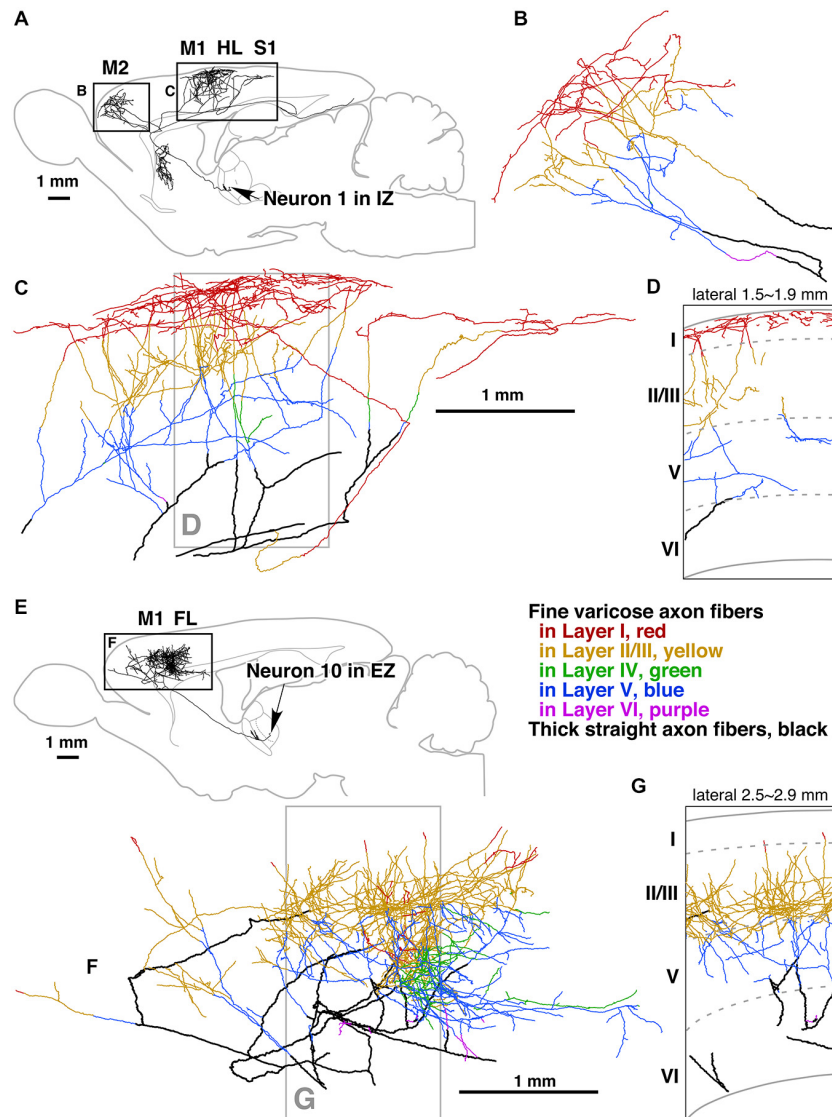 A
M1 HL S1
M2
B
C
1 mm
Neuron 1 in IZ
B
C
D
1 mm
D
lateral 1.5~1.9 mm
I
II/III
V
VI
E
M1 FL
F
Neuron 10 in EZ
1 mm
Fine varicose axon fibers
in Layer I, red
in Layer II/III, yellow
in Layer IV, green
in Layer V, blue
in Layer VI, purple
Thick straight axon fibers, black
F
G
1 mm
G
lateral 2.5~2.9 mm
I
II/III
V
VI